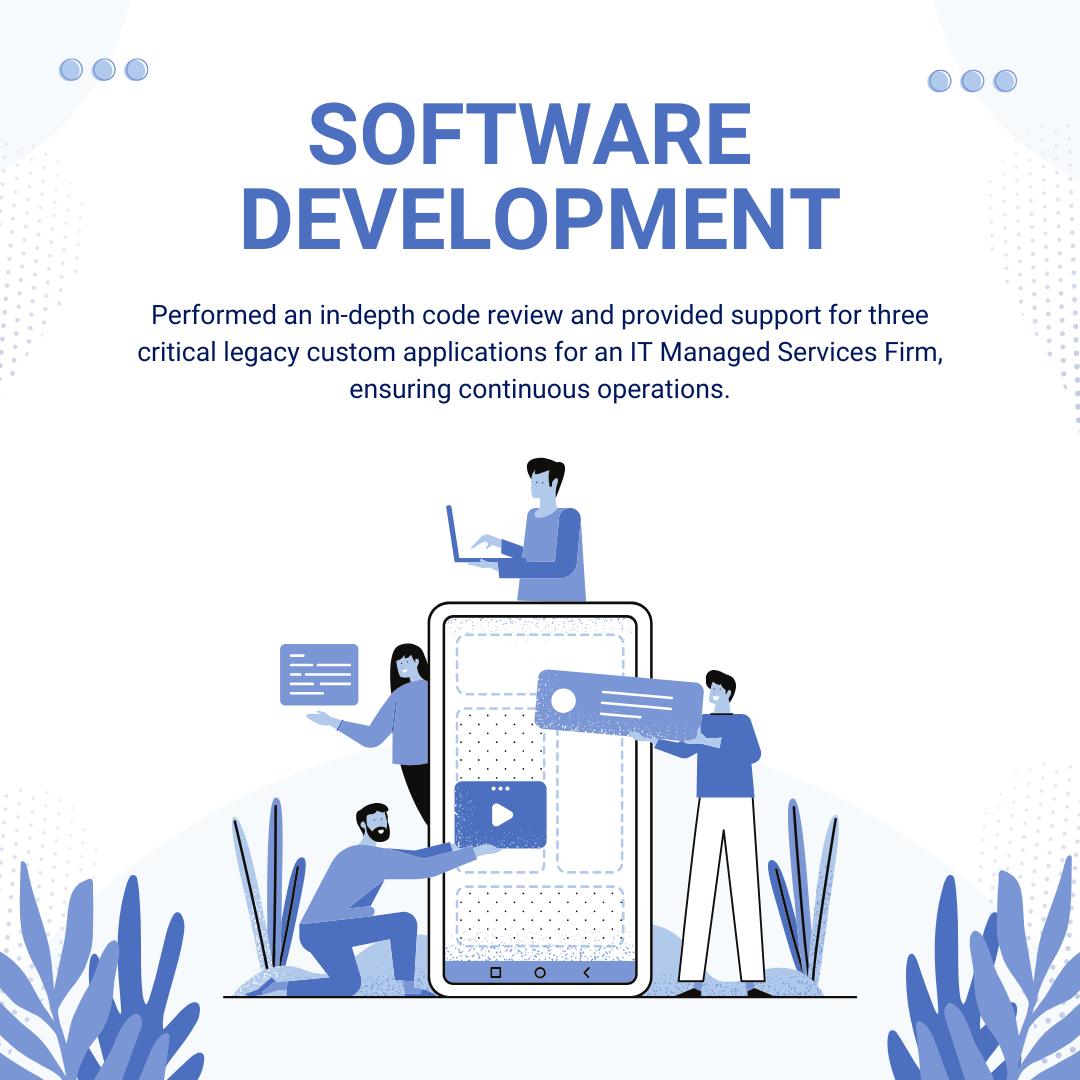 SOFTWARE
DEVELOPMENT
Performed an in-depth code review and provided support for three
critical legacy custom applications for an IT Managed Services Firm,
ensuring continuous operations.